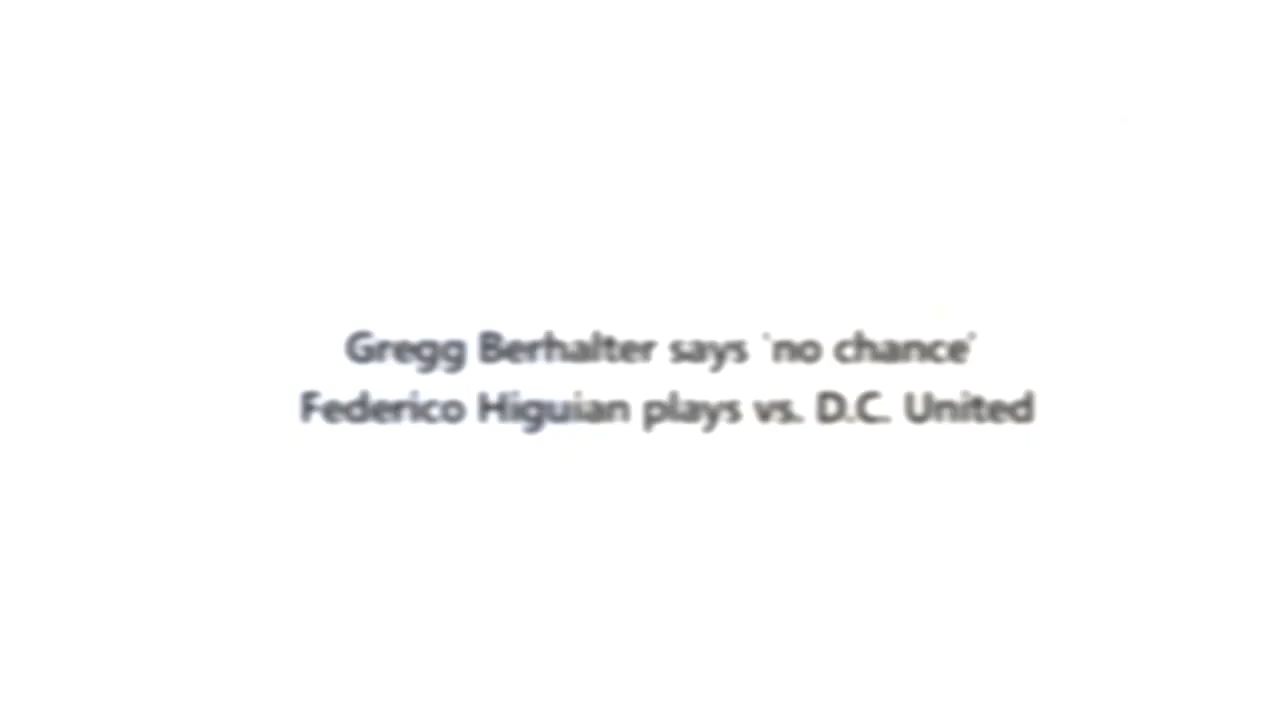 Gregg Berhalter says 'no chance'
Federico Higuian plays vs. D.C. United